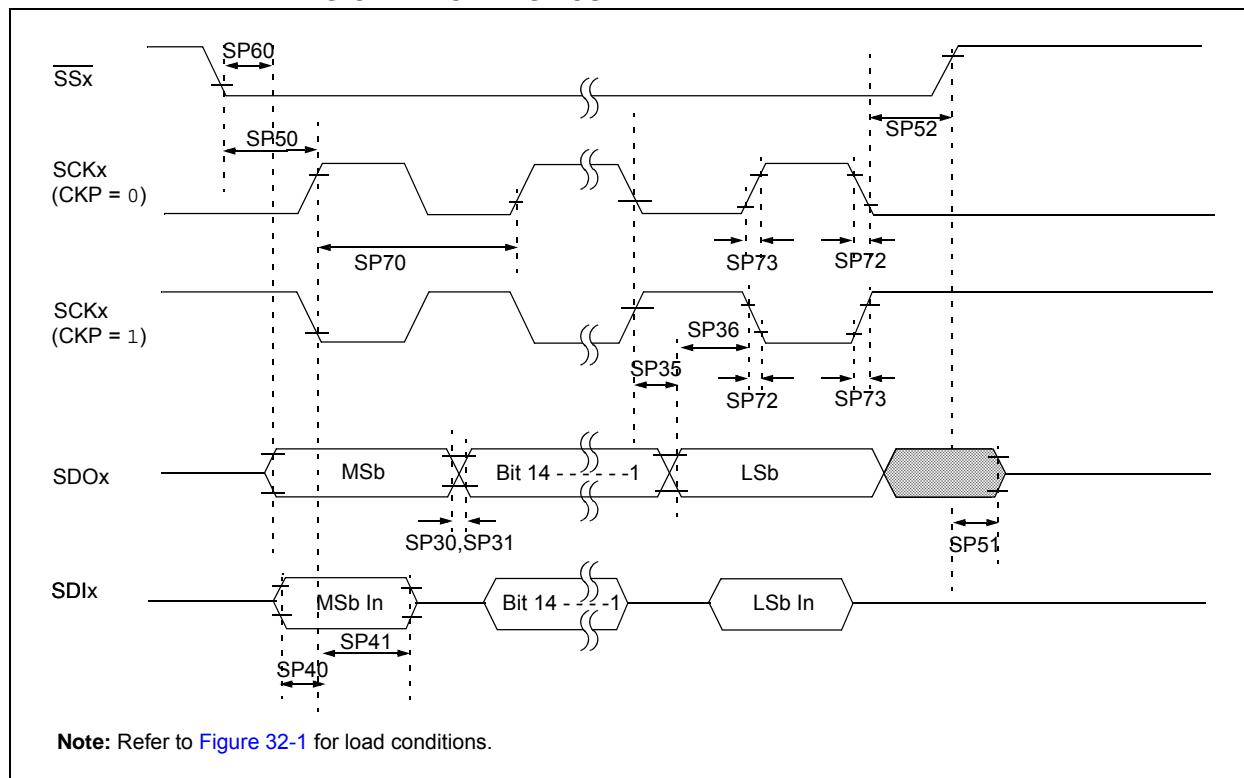 SP60
SSx
SP50
SP52
SCKx
(CKP = 0)
SP70
SP73
SP72
SCKx
(CKP = 1)
SP36
SP35
SP72
SP73
SDOx
MSb
Bit 14 - - - - - -1
LSb
SP30,SP31
SP51
SDIx
MSb In
Bit 14 - - - -1
LSb In
SP41
SP40
Note: Refer to Figure 32-1 for load conditions.